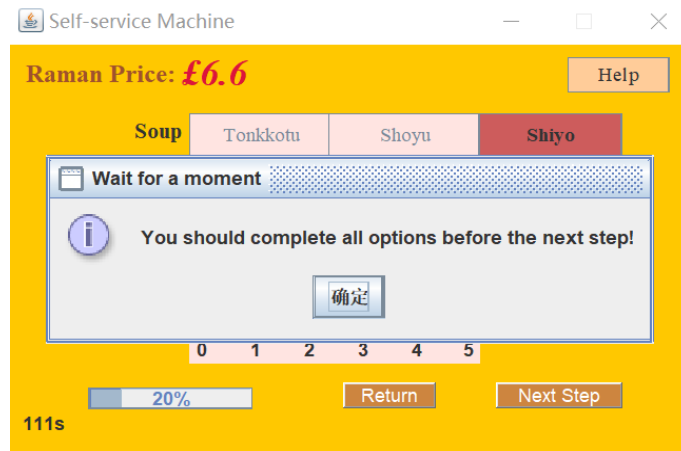 Self-service Machine
Raman Price: £6.6
Help
Soup Tonkkotu Shoyu Shiyo
Wait for a moment
You should complete all options before the next step!
确定
0 1 2 3 4 5
20%
Return
Next Step
111s